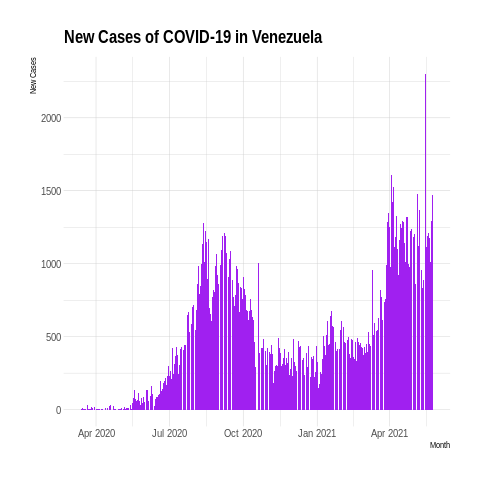 New Cases of COVID-19 in Venezuela
New Cases
2000
1500
1000
500
0
Apr 2020 Jul 2020 Oct 2020 Jan 2021 Apr 2021
Month